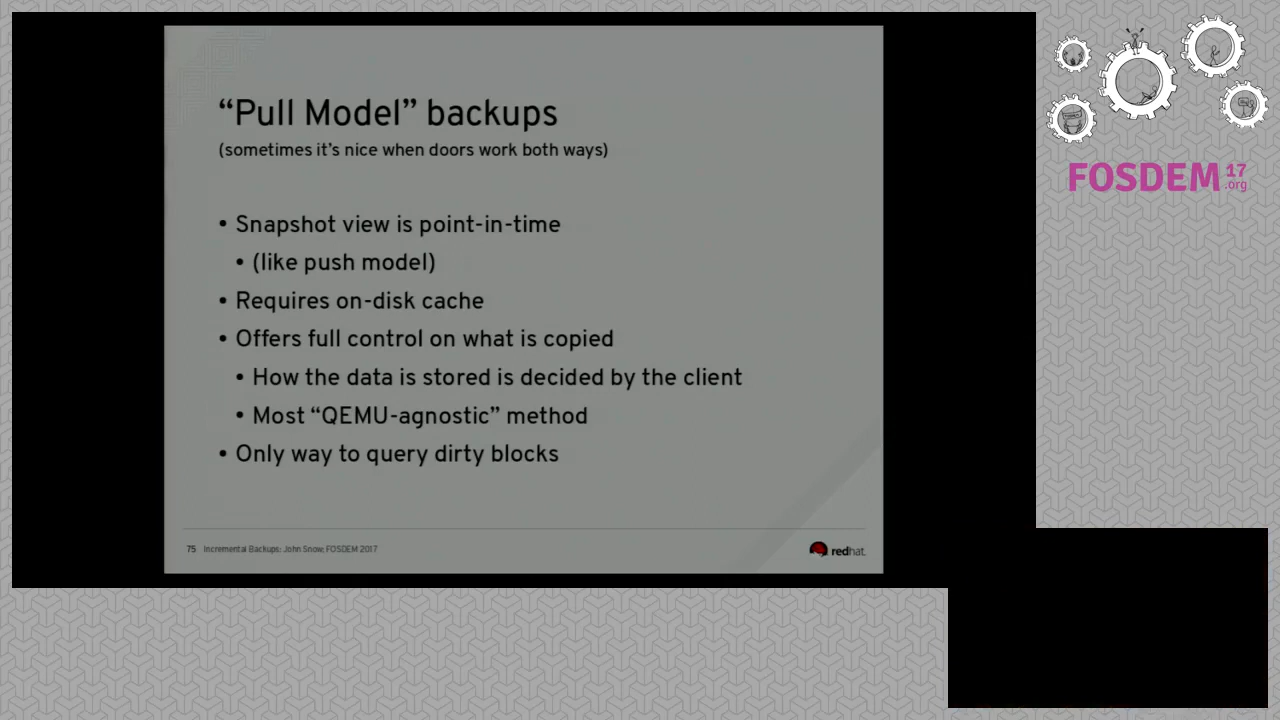 “Pull Model” backups
(sometimes it’s nice when doors work both ways)
• Snapshot view is point-in-time
• (like push model)
• Requires on-disk cache
• Offers full control on what is copied
• How the data is stored is decided by the client
• Most “QEMU-agnostic” method
• Only way to query dirty blocks
75 Incremental Backups: John Snow, FOSDEM 2017
redhat.
FOSDEM 17
.org